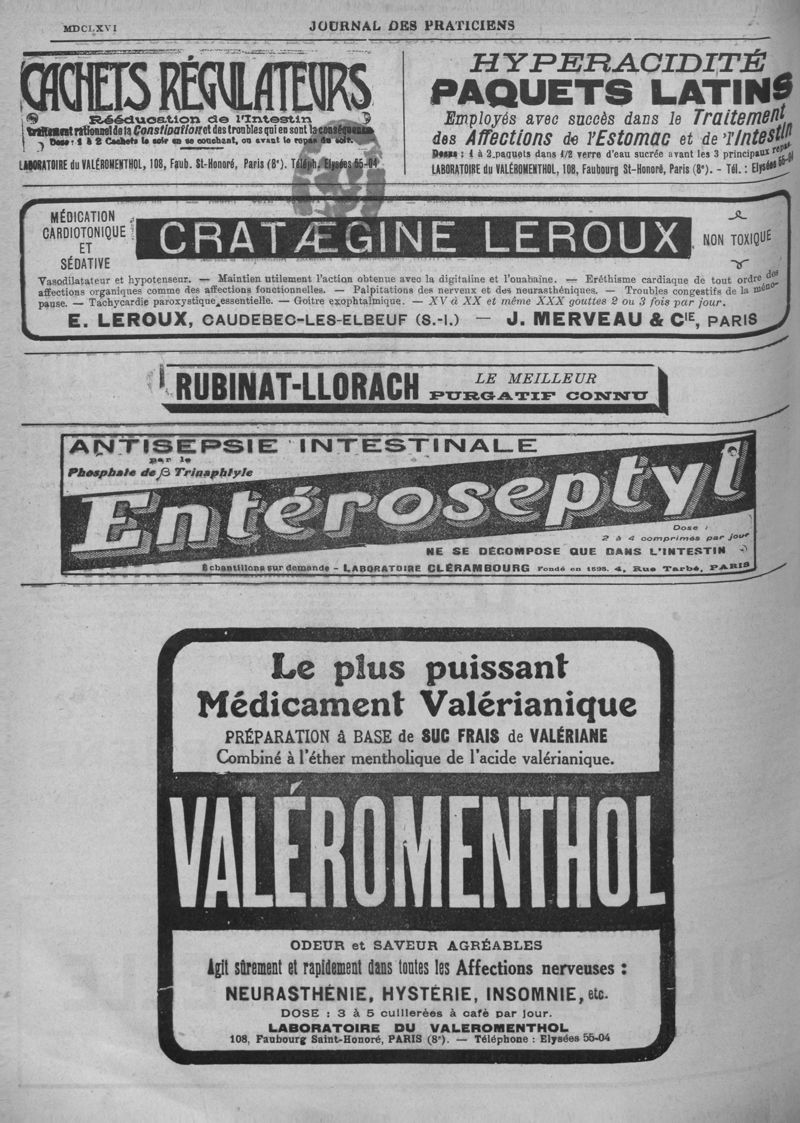 MDCLXVI
JOURNAL DES PRATICIENS
CACHETS RÉGULATEURS
Rééducation de l'Intestin
traitement rationnel de la Constipation et des troubles qui en sont la conséquence
Dose : 1 à 2 Cachets le soir en se couchant, ou avant le repas du soir.
LABORATOIRE du VALÉROMENTHOL, 108, Faub. St-Honoré, Paris (8e). Téléph. Elysées 55-04
HYPERACIDITÉ
PAQUETS LATINS
Employés avec succès dans le Traitement
des Affections de l'Estomac et de l'Intestin
Doses : 1 à 2 paquets dans 1/2 verre d'eau sucrée avant les 3 principaux repas
LABORATOIRE du VALÉROMENTHOL, 108, Faubourg St-Honoré, Paris (8e). - Tél. : Elysées 55-04
MÉDICATION
CARDIOTONIQUE
ET
SÉDATIVE
CRATÆGINE LEROUX
NON TOXIQUE
Vasodilatateur et hypotenseur. — Maintien utilement l'action obtenue avec la digitaline et l'ouabaïne. — Eréthisme cardiaque de tout ordre des
affections organiques comme des affections fonctionnelles. — Palpitations des nerveux et des neurasthéniques. — Troubles congestifs de la méno-
pause. — Tachycardie paroxystique essentielle. — Goitre exophtalmique. — XV à XX et même XXX gouttes 2 ou 3 fois par jour.
E. LEROUX, CAUDEBEC-LES-ELBEUF (S.-I.) — J. MERVEAU & CIE, PARIS
RUBINAT-LLORACH
LE MEILLEUR
PURGATIF CONNU
ANTISEPSIE INTESTINALE
par le
Phosphate de β Trinaphtyle
Entéroseptyl
Dose :
2 à 4 comprimés par jour
NE SE DÉCOMPOSE QUE DANS L'INTESTIN
Échantillons sur demande - LABORATOIRE CLÉRAMBOURG Fondé en 1898. 4, Rue Tarbé, PARIS
Le plus puissant
Médicament Valérianique
PRÉPARATION à BASE de SUC FRAIS de VALÉRIANE
Combiné à l'éther mentholique de l'acide valérianique.
VALÉROMENTHOL
ODEUR et SAVEUR AGRÉABLES
Agit sûrement et rapidement dans toutes les Affections nerveuses :
NEURASTHÉNIE, HYSTÉRIE, INSOMNIE, etc.
DOSE : 3 à 5 cuillerées à café par jour.
LABORATOIRE DU VALEROMENTHOL
108, Faubourg Saint-Honoré, PARIS (8e). — Téléphone : Elysées 55-04